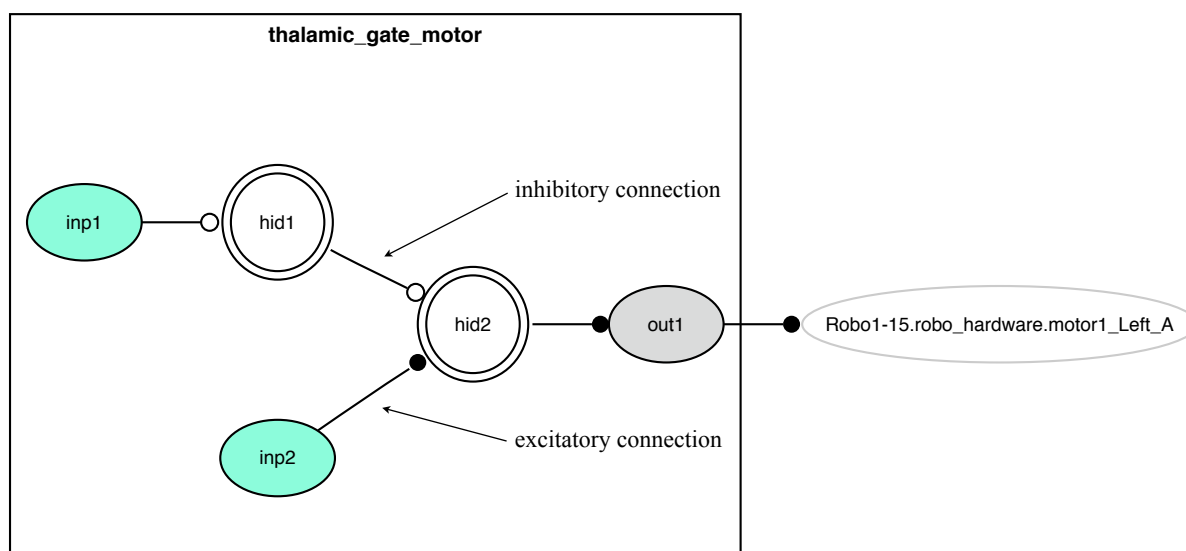 thalamic_gate_motor
inhibitory connection
inp1
hid1
hid2
out1
Robo1-15.robo_hardware.motor1_Left_A
excitatory connection
inp2